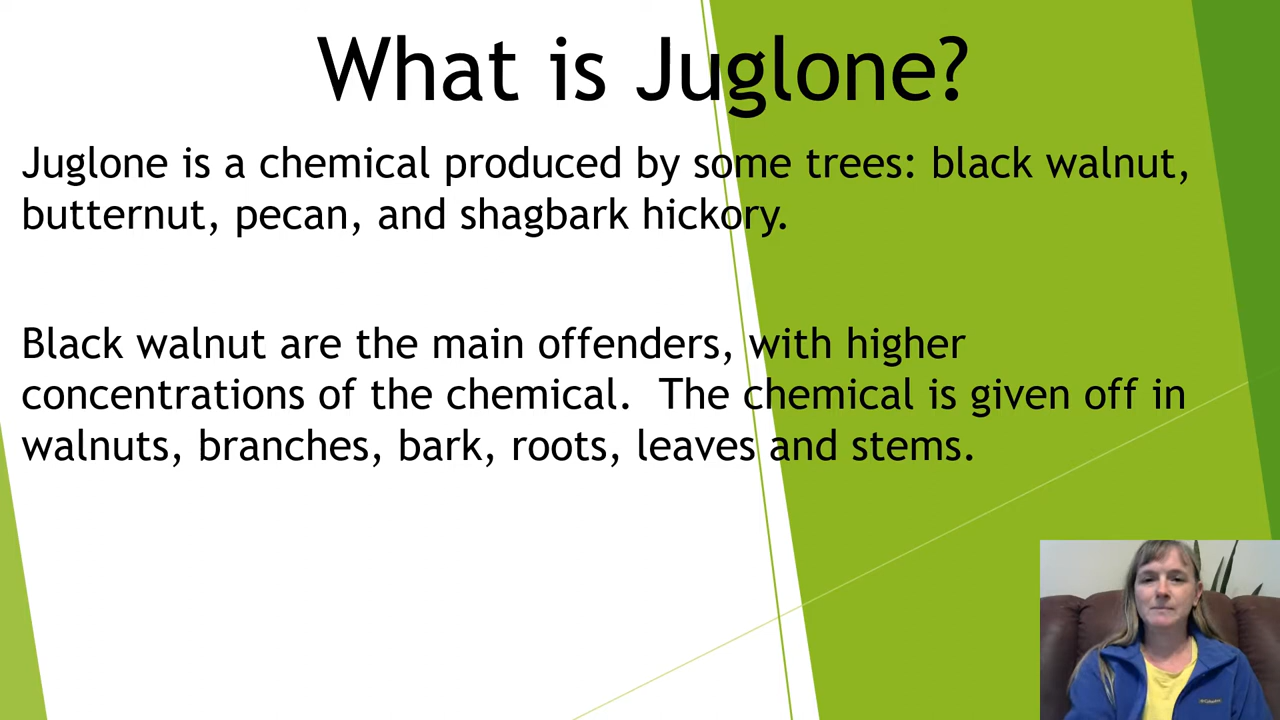 What is Juglone?
Juglone is a chemical produced by some trees: black walnut,
butternut, pecan, and shagbark hickory.
Black walnut are the main offenders, with higher
concentrations of the chemical.  The chemical is given off in
walnuts, branches, bark, roots, leaves and stems.